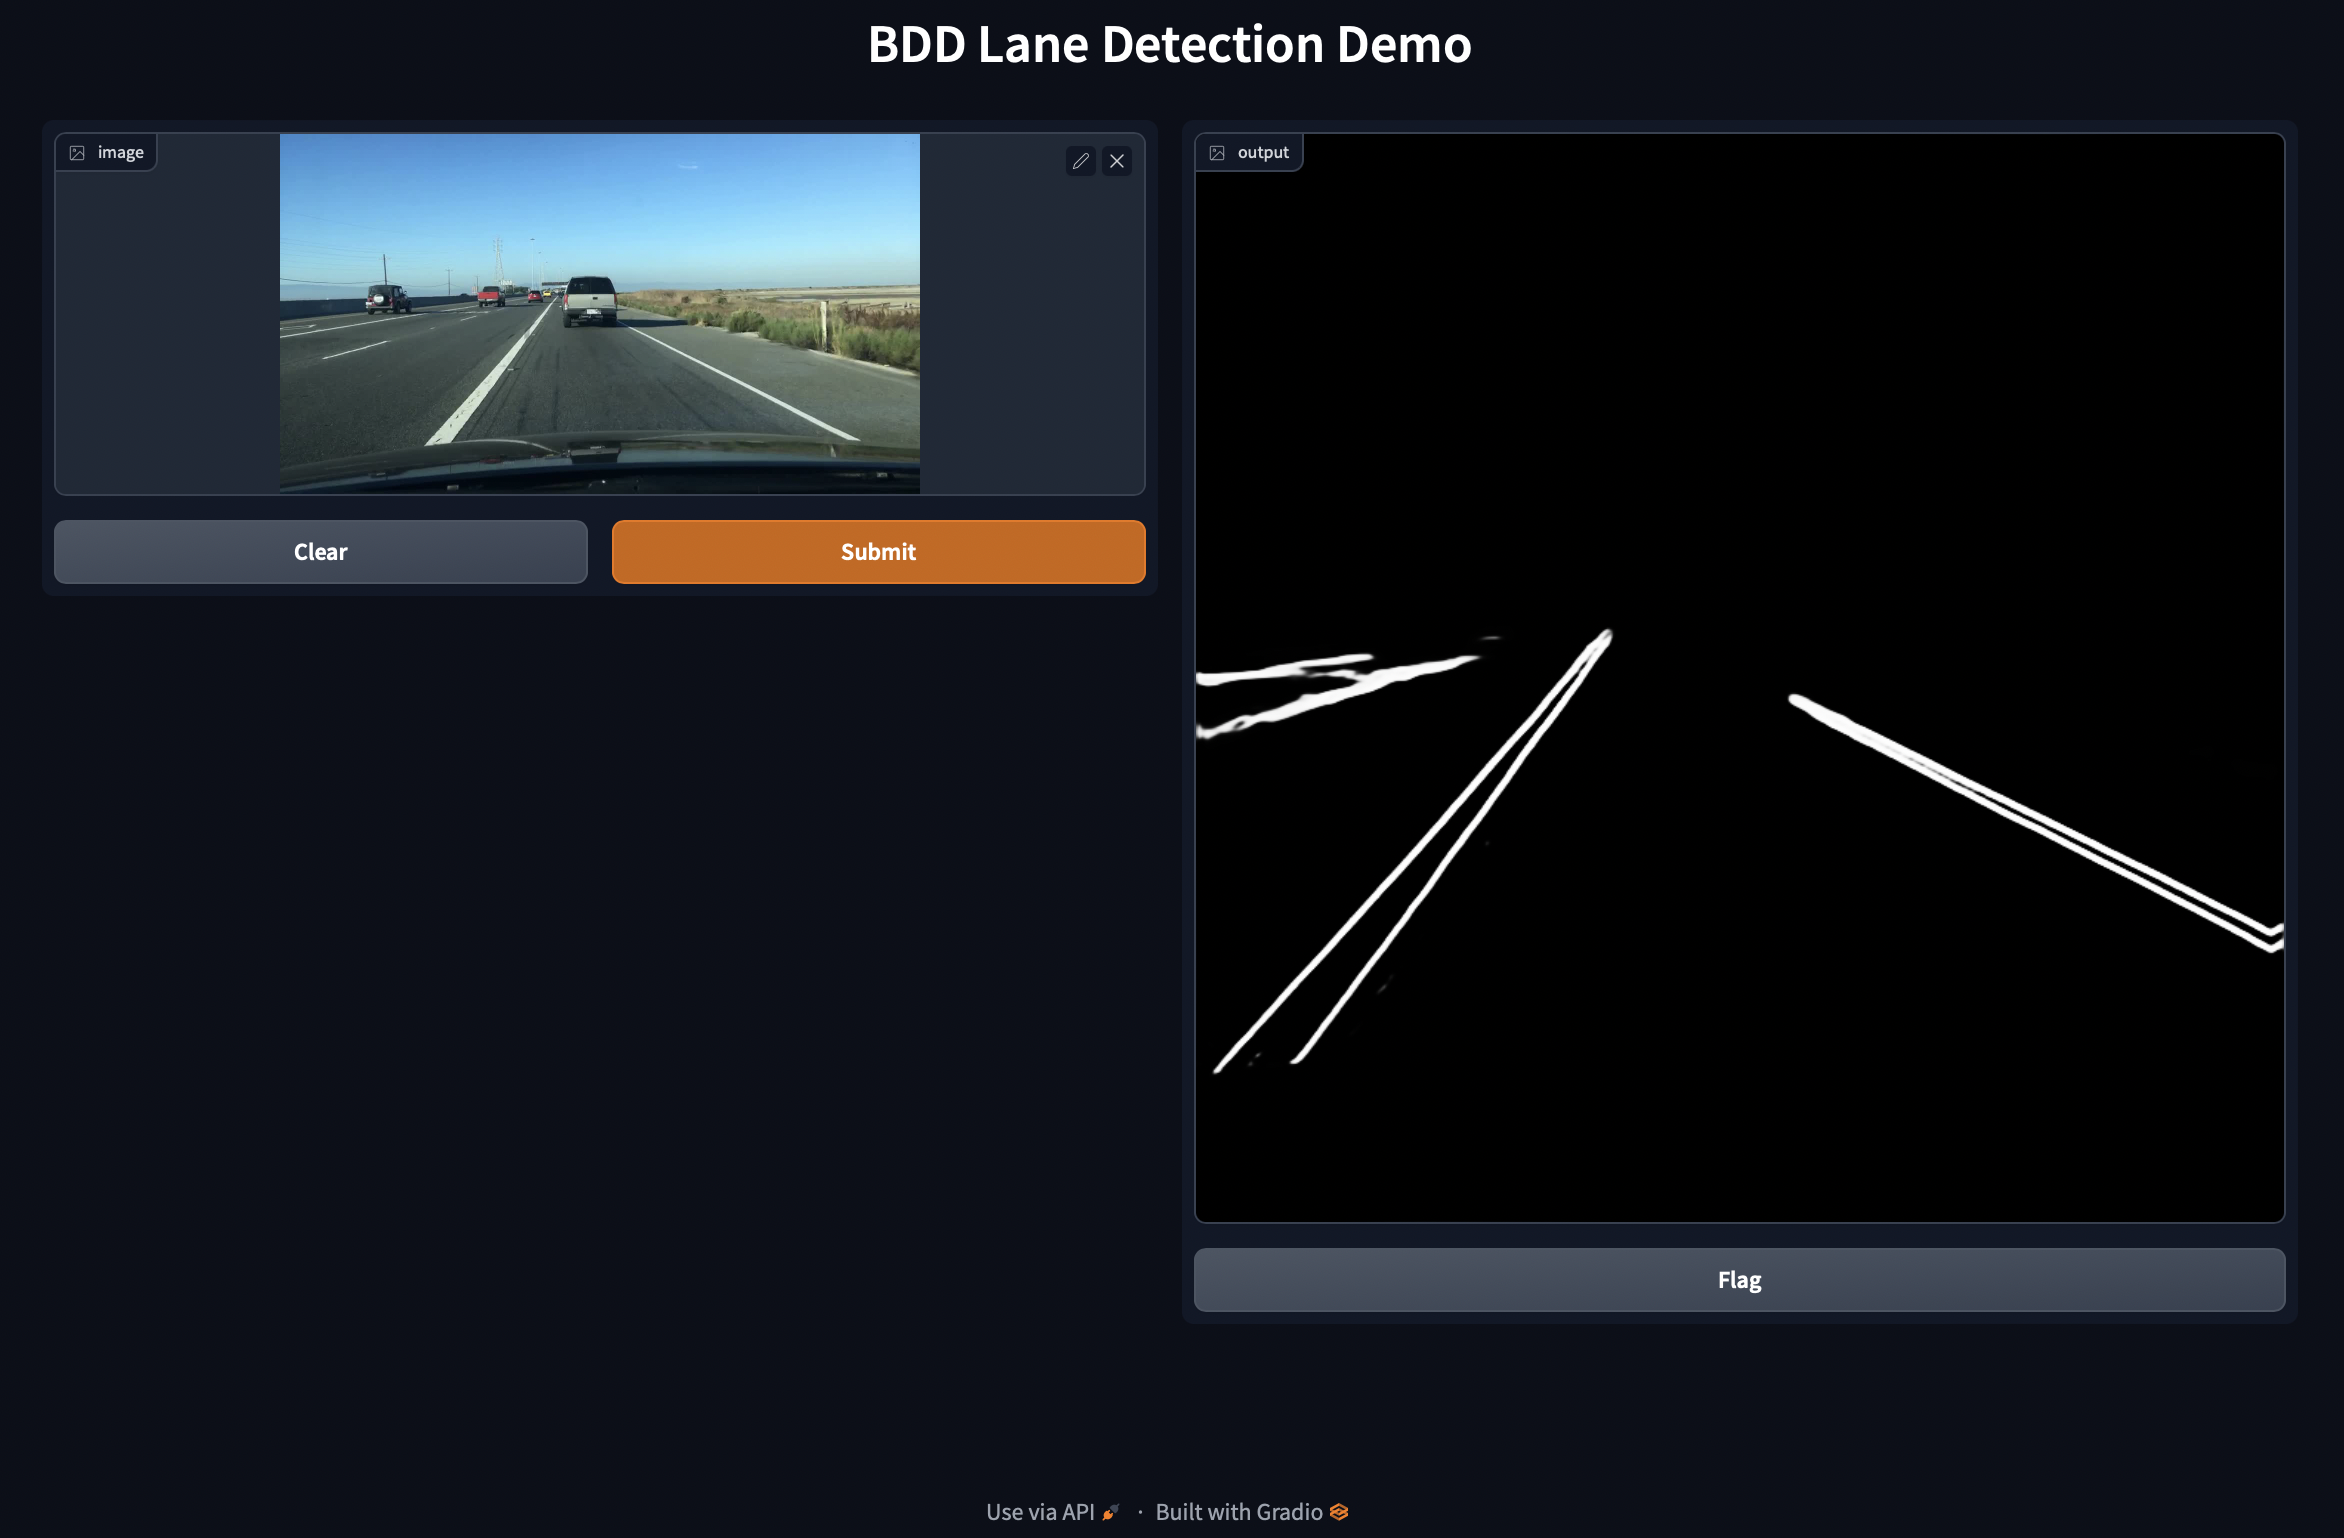 BDD Lane Detection Demo
image
output
Clear
Submit
Flag
Use via API · Built with Gradio